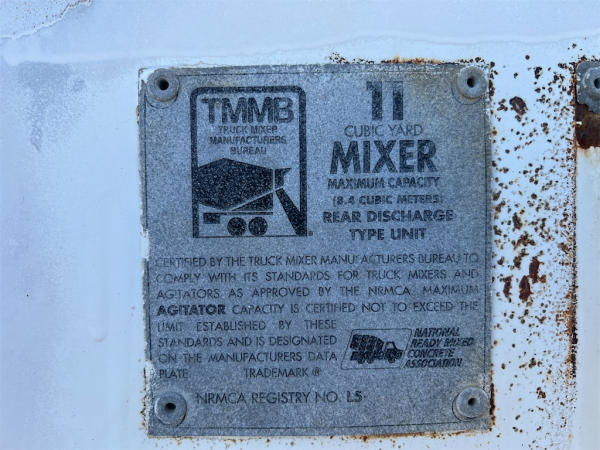 TMMB
TRUCK MIXER
MANUFACTURERS
BUREAU
11
CUBIC YARD
MIXER
MAXIMUM CAPACITY
(8.4 CUBIC METERS)
REAR DISCHARGE
TYPE UNIT
CERTIFIED BY THE TRUCK MIXER MANUFACTURERS BUREAU TO
COMPLY WITH ITS STANDARDS FOR TRUCK MIXERS AND
AGITATORS AS APPROVED BY THE NRMCA. MAXIMUM
AGITATOR CAPACITY IS CERTIFIED NOT TO EXCEED THE
LIMIT ESTABLISHED BY THESE
STANDARDS AND IS DESIGNATED
ON THE MANUFACTURERS DATA
PLATE. TRADEMARK ®
NATIONAL
READY MIXED
CONCRETE
ASSOCIATION
NRMCA REGISTRY NO. L5-